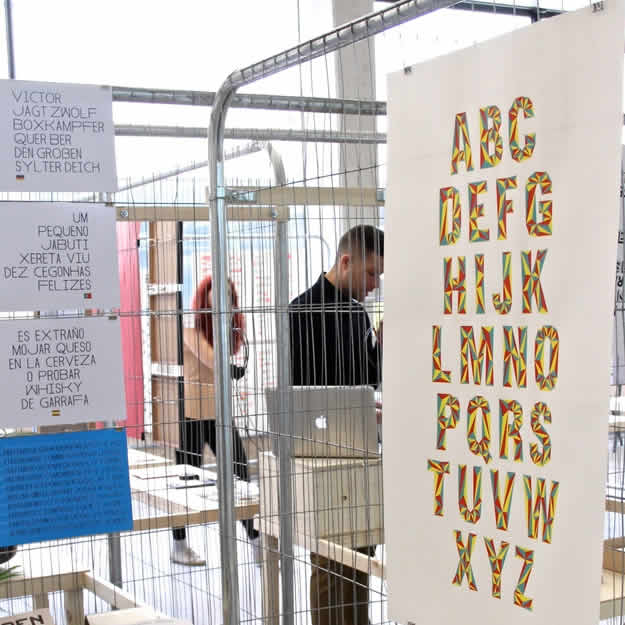 VICTOR
JAGT ZWÖLF
BOXKÄMPFER
QUER ÜBER
DEN GROẞEN
SYLTER DEICH
UM
PEQUENO
JABUTI
XERETA VIU
DEZ CEGONHAS
FELIZES
ES EXTRAÑO
MOJAR QUESO
EN LA CERVEZA
O PROBAR
WHISKY
DE GARRAFA
ABC
DEFG
HIJK
LMNO
PQRS
TUVW
XYZ